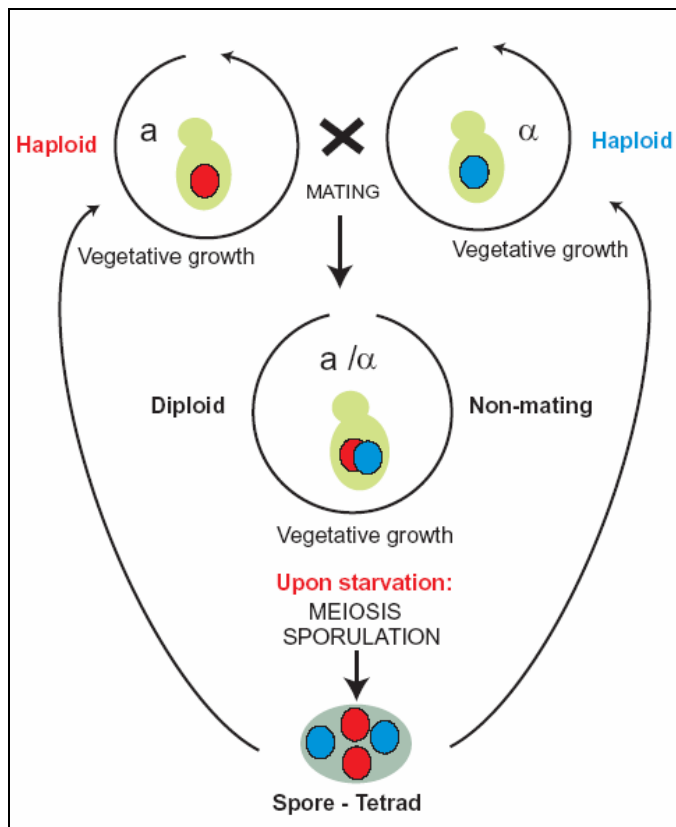 a
α
Haploid
Haploid
MATING
Vegetative growth
Vegetative growth
a /α
Diploid
Non-mating
Vegetative growth
Upon starvation:
MEIOSIS
SPORULATION
Spore - Tetrad